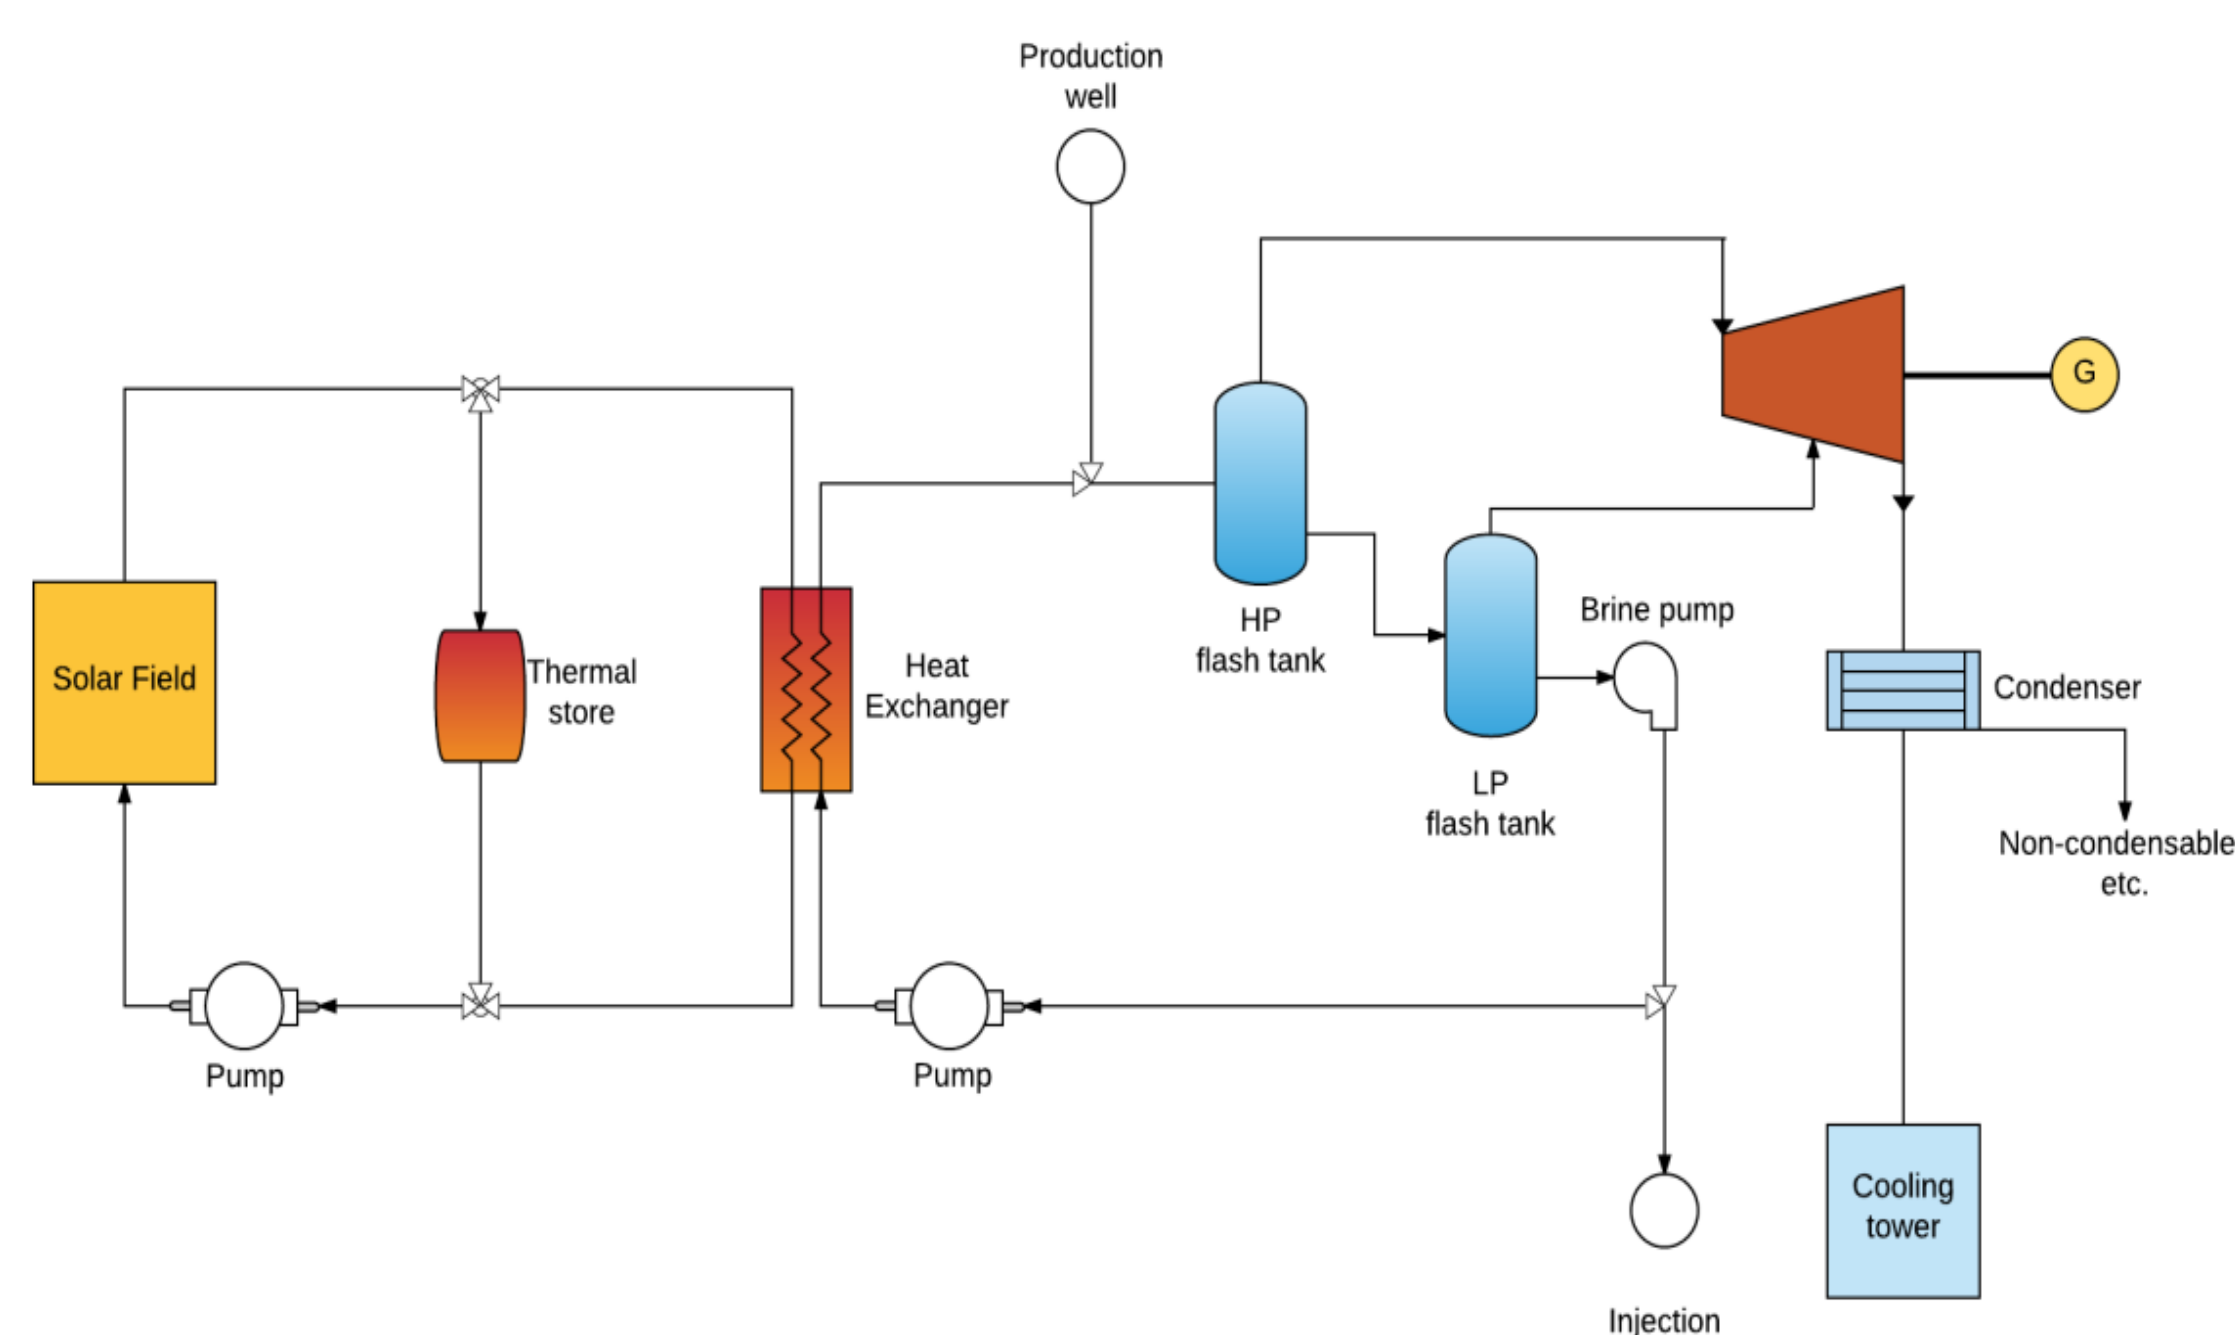 Production
well
G
Solar Field
Thermal
store
Heat
Exchanger
HP
flash tank
Brine pump
LP
flash tank
Condenser
Non-condensable
etc.
Pump
Pump
Cooling
tower
Injection